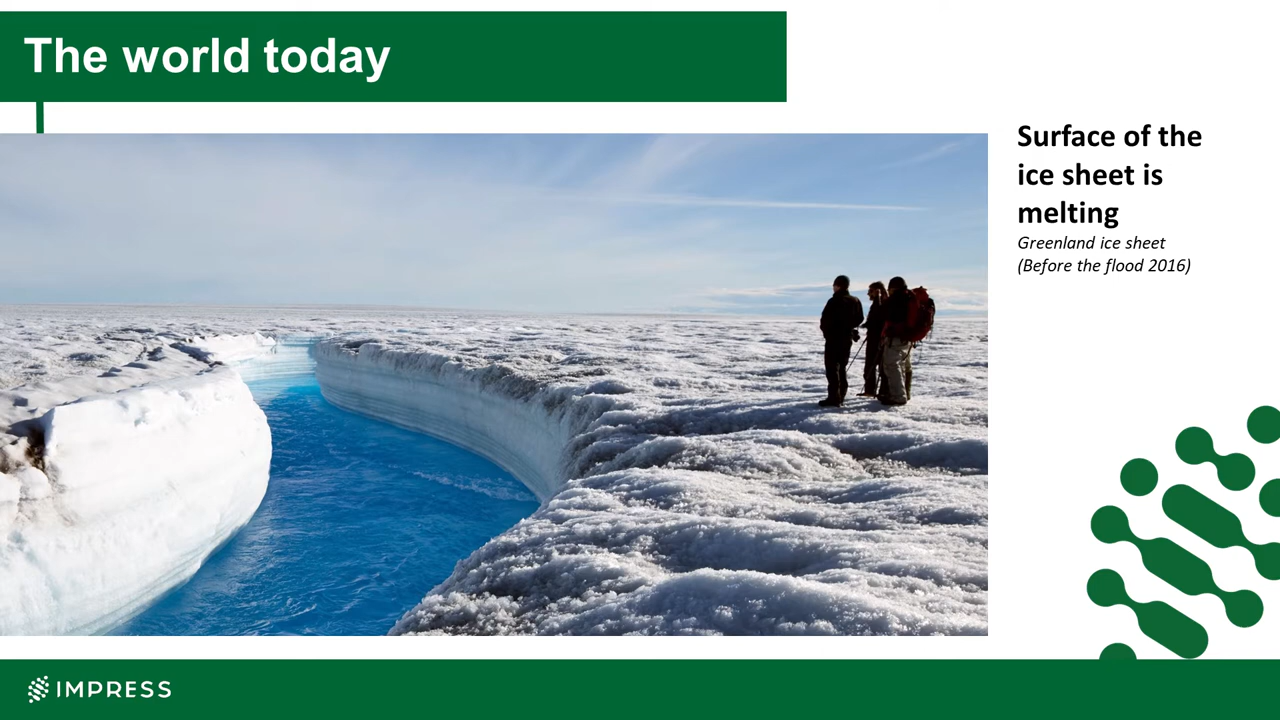 The world today
Surface of the
ice sheet is
melting
Greenland ice sheet
(Before the flood 2016)
IMPRESS